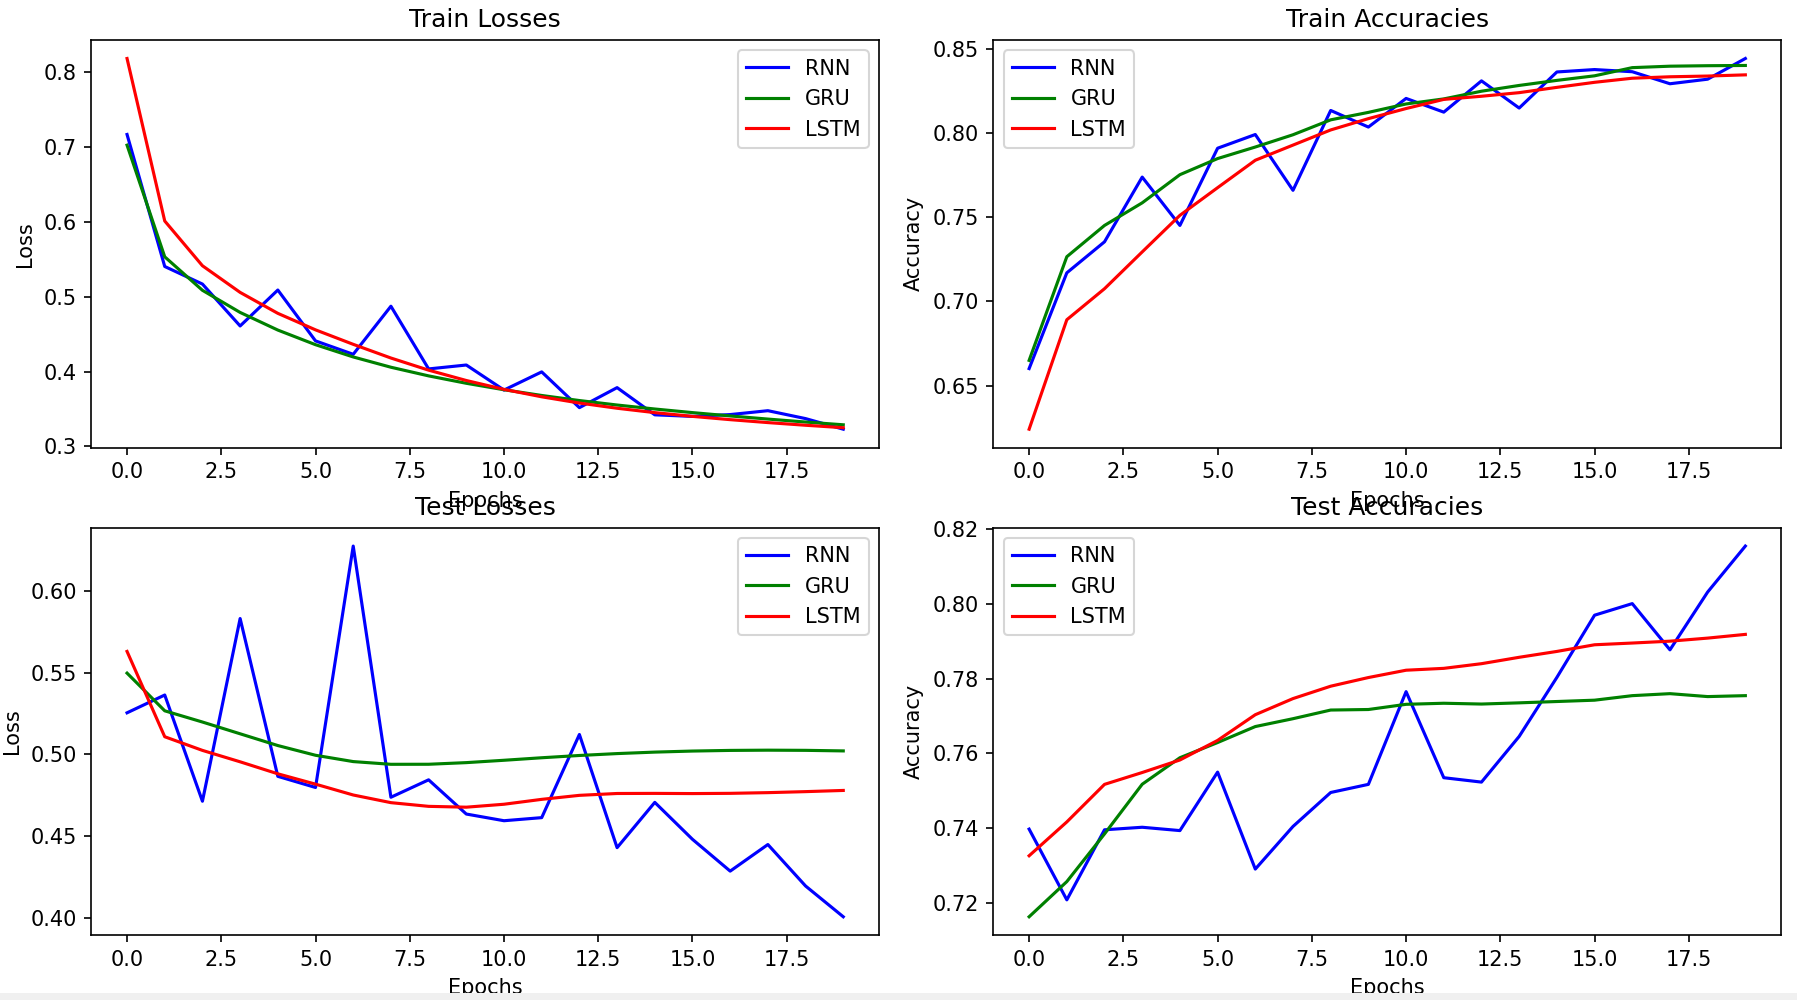 Train Losses
Loss
0.8
0.7
0.6
0.5
0.4
0.3
RNN
GRU
LSTM
0.0 2.5 5.0 7.5 10.0 12.5 15.0 17.5
Epochs
Train Accuracies
Accuracy
0.85
0.80
0.75
0.70
0.65
RNN
GRU
LSTM
0.0 2.5 5.0 7.5 10.0 12.5 15.0 17.5
Epochs
Test Losses
Loss
0.60
0.55
0.50
0.45
0.40
RNN
GRU
LSTM
0.0 2.5 5.0 7.5 10.0 12.5 15.0 17.5
Epochs
Test Accuracies
Accuracy
0.82
0.80
0.78
0.76
0.74
0.72
RNN
GRU
LSTM
0.0 2.5 5.0 7.5 10.0 12.5 15.0 17.5
Epochs